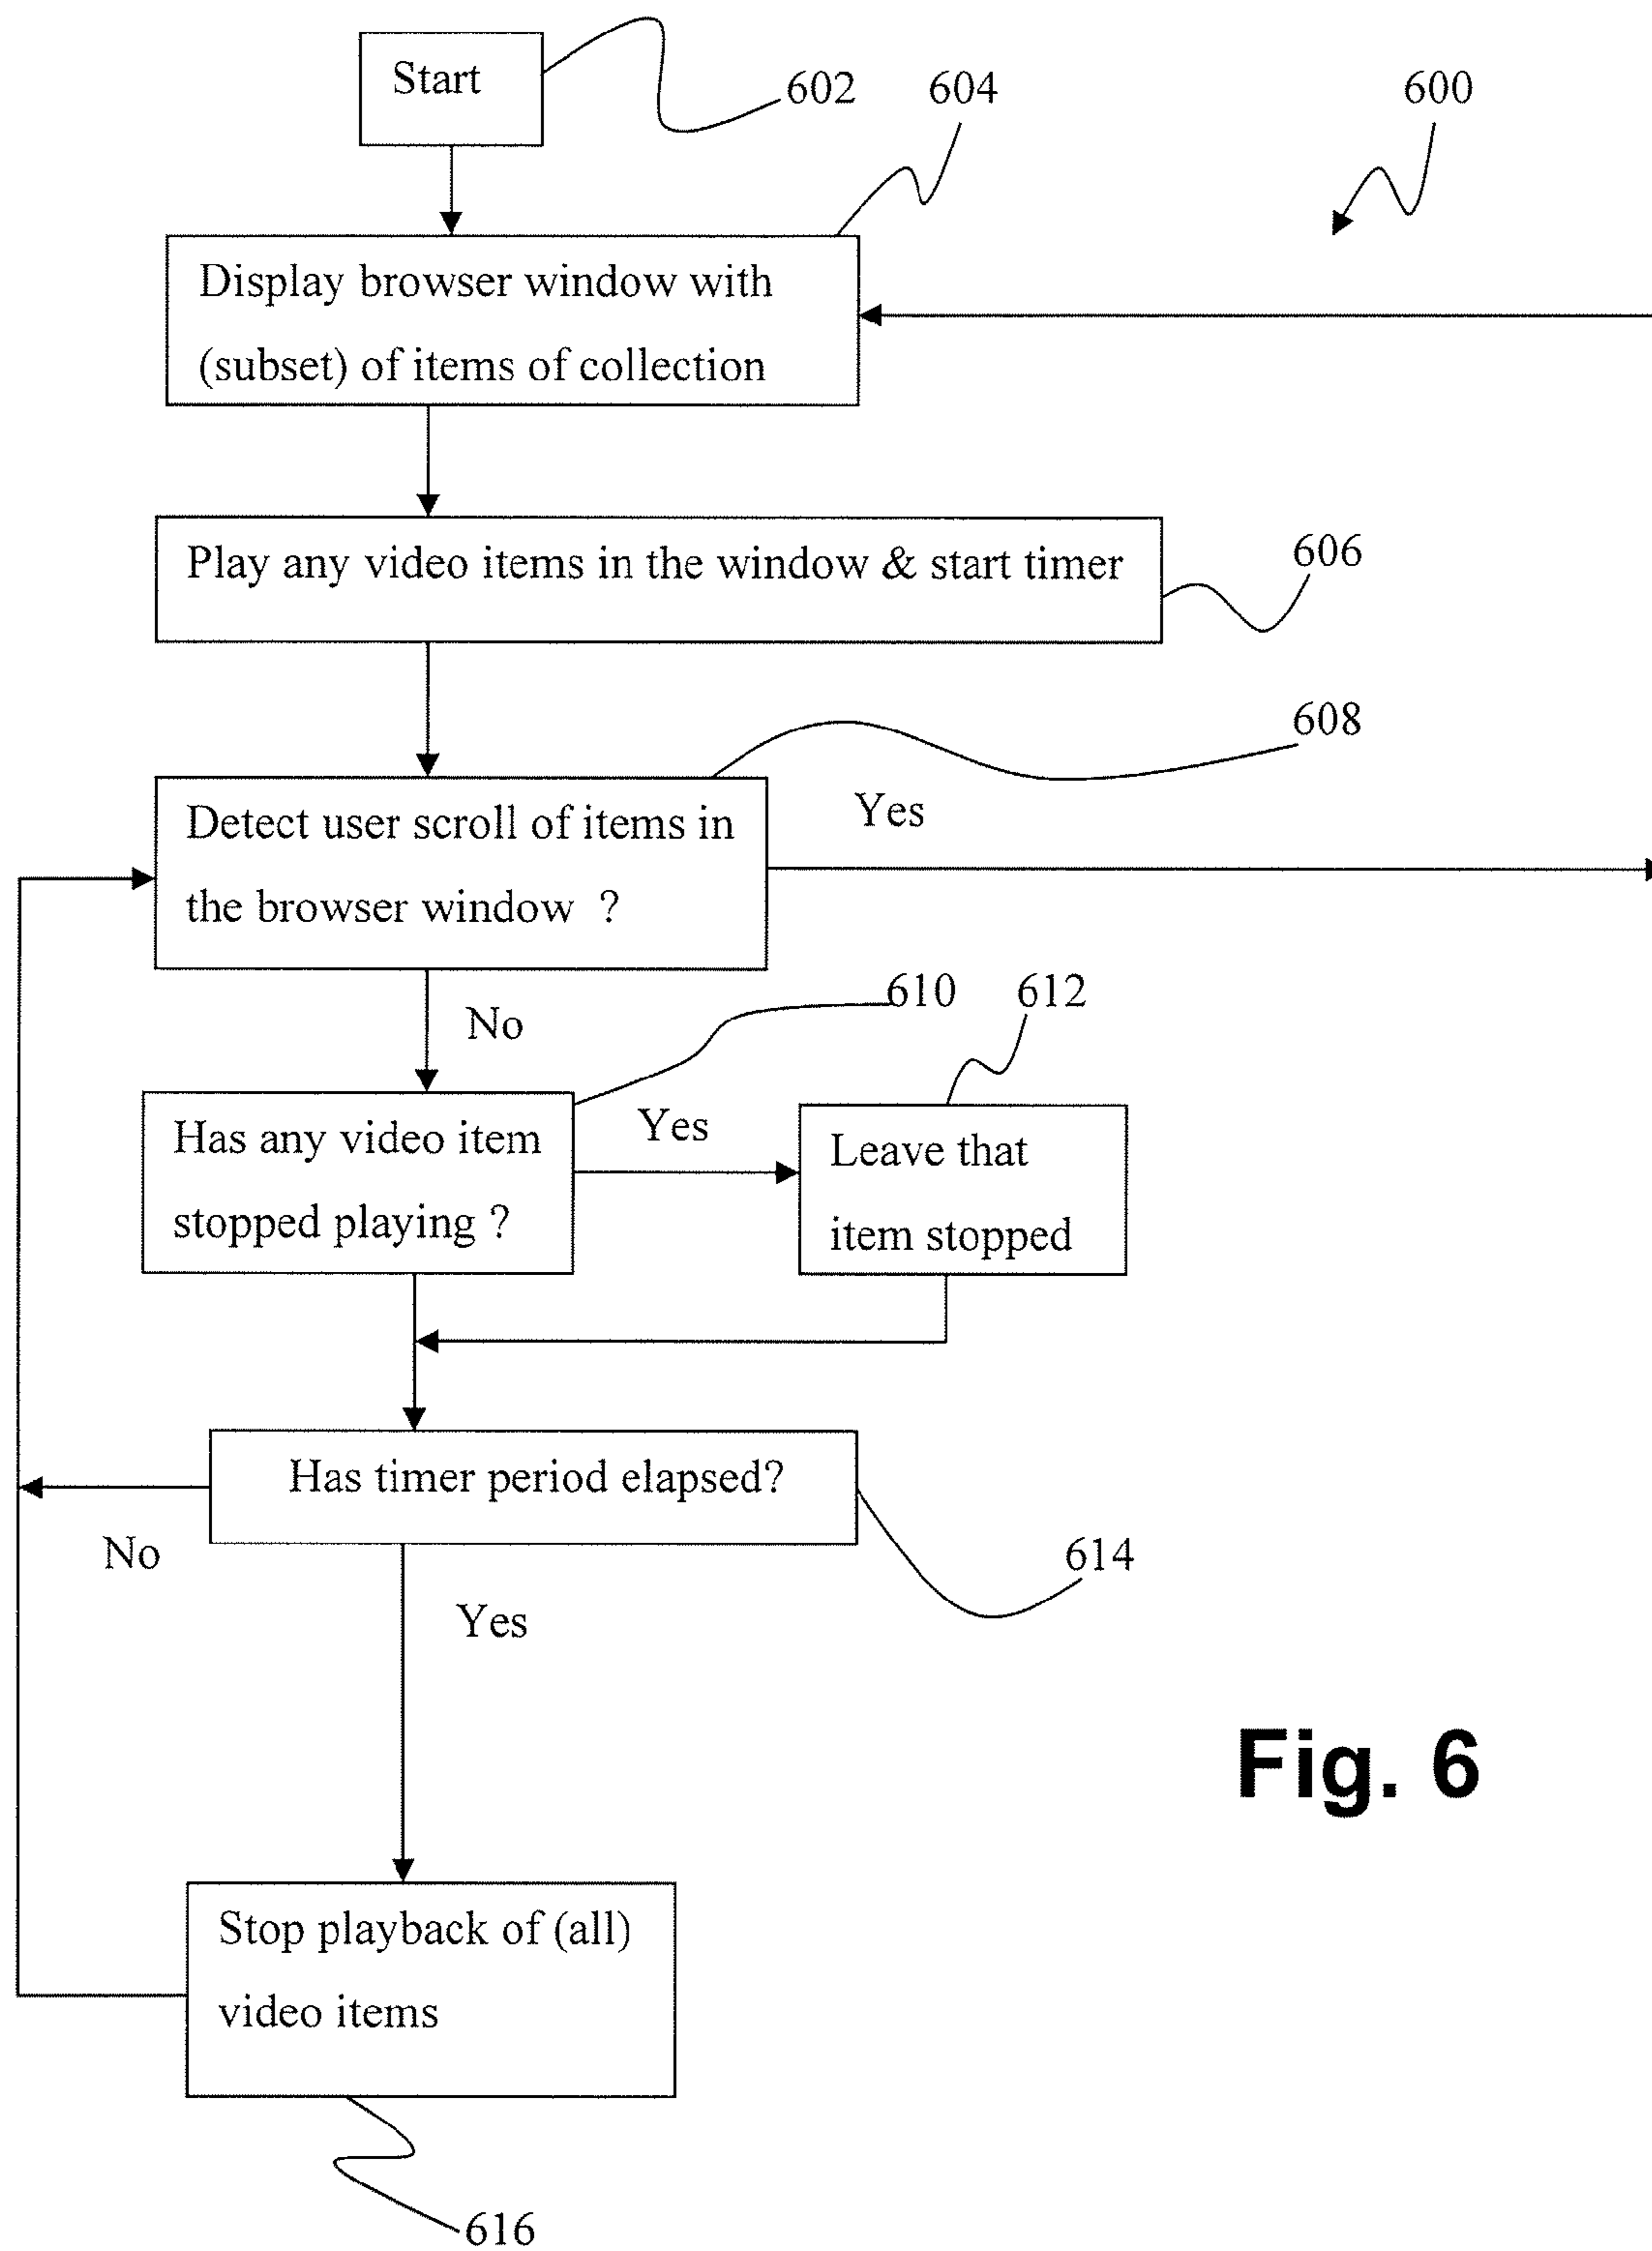 Start
602
604
600
Display browser window with
(subset) of items of collection
Play any video items in the window & start timer
606
608
Detect user scroll of items in
the browser window ?
Yes
No
610
612
Has any video item
stopped playing ?
Yes
Leave that
item stopped
Has timer period elapsed?
No
614
Yes
Fig. 6
Stop playback of (all)
video items
616